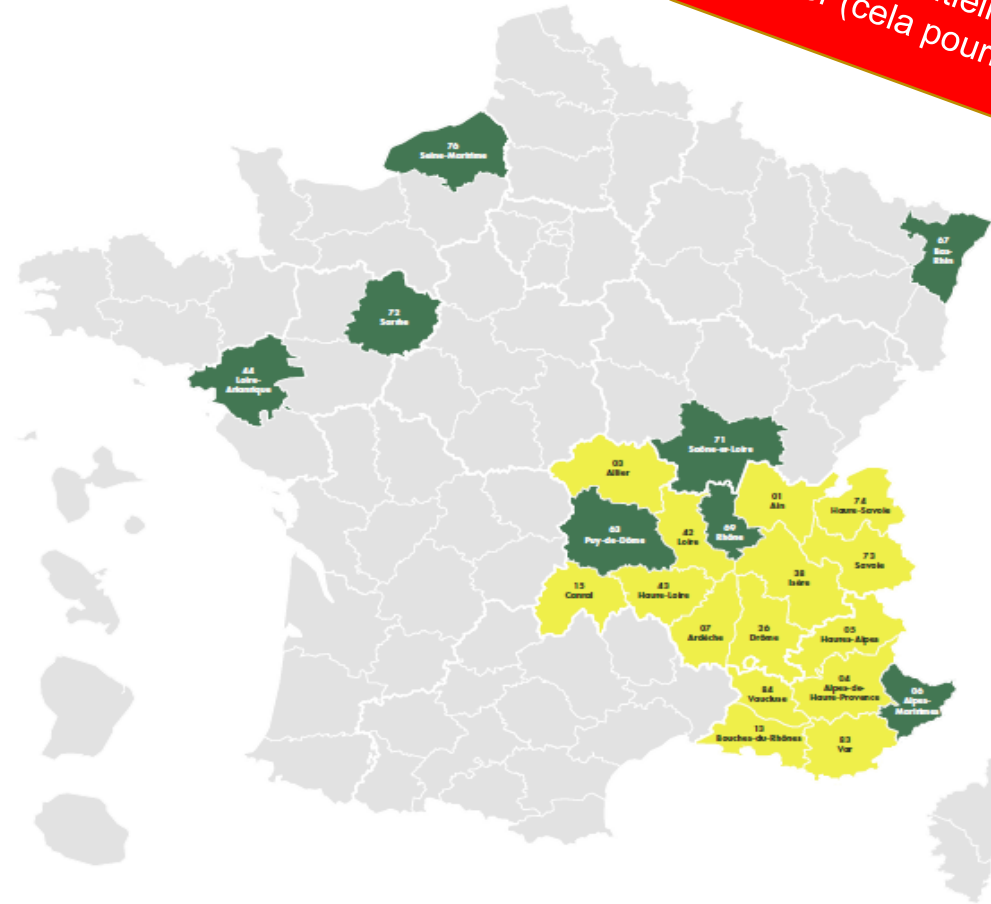 (cela pour
76
Seine-Maritime
67
Bas-
Rhin
72
Sarthe
44
Loire-
Atlantique
71
Saône-et-Loire
03
Allier
01
Ain
74
Haute-Savoie
63
Puy-de-Dôme
42
Loire
69
Rhône
73
Savoie
38
Isère
15
Cantal
43
Haute-Loire
07
Ardèche
26
Drôme
05
Hautes-Alpes
04
Alpes-de-
Haute-Provence
06
Alpes-
Maritimes
84
Vaucluse
13
Bouches-du-Rhônes
83
Var